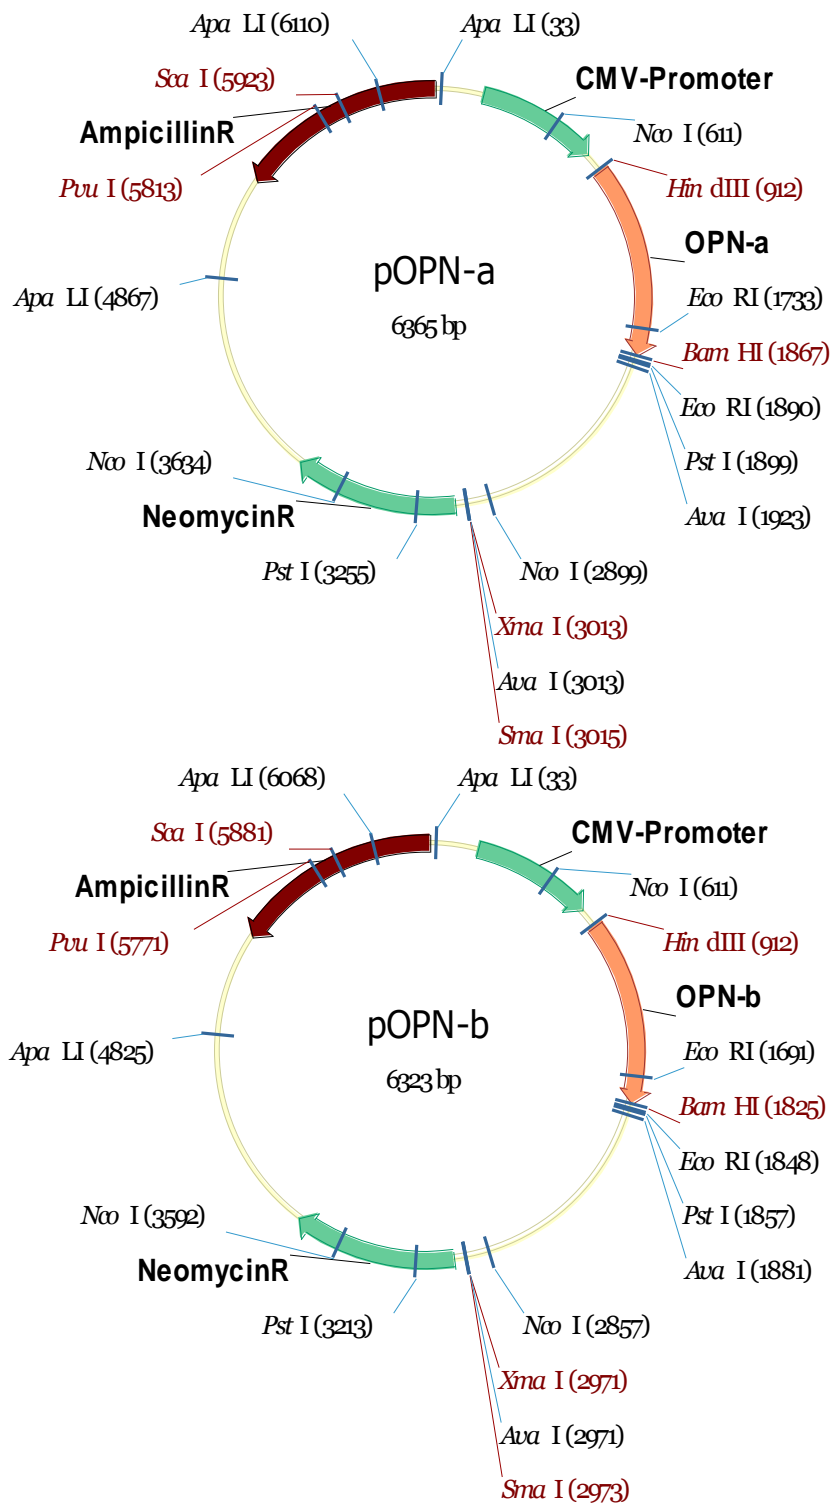 Apa LI (6110)
Apa LI (33)
Sca I (5923)
CMV-Promoter
AmpicillinR
Nco I (611)
Pvu I (5813)
Hin dIII (912)
OPN-a
pOPN-a
Apa LI (4867)
Eco RI (1733)
6365 bp
Bam HI (1867)
Eco RI (1890)
Nco I (3634)
Pst I (1899)
NeomycinR
Ava I (1923)
Pst I (3255)
Nco I (2899)
Xma I (3013)
Ava I (3013)
Sma I (3015)
Apa LI (6068)
Apa LI (33)
Sca I (5881)
CMV-Promoter
AmpicillinR
Nco I (611)
Pvu I (5771)
Hin dIII (912)
OPN-b
pOPN-b
Apa LI (4825)
Eco RI (1691)
6323 bp
Bam HI (1825)
Eco RI (1848)
Nco I (3592)
Pst I (1857)
NeomycinR
Ava I (1881)
Pst I (3213)
Nco I (2857)
Xma I (2971)
Ava I (2971)
Sma I (2973)